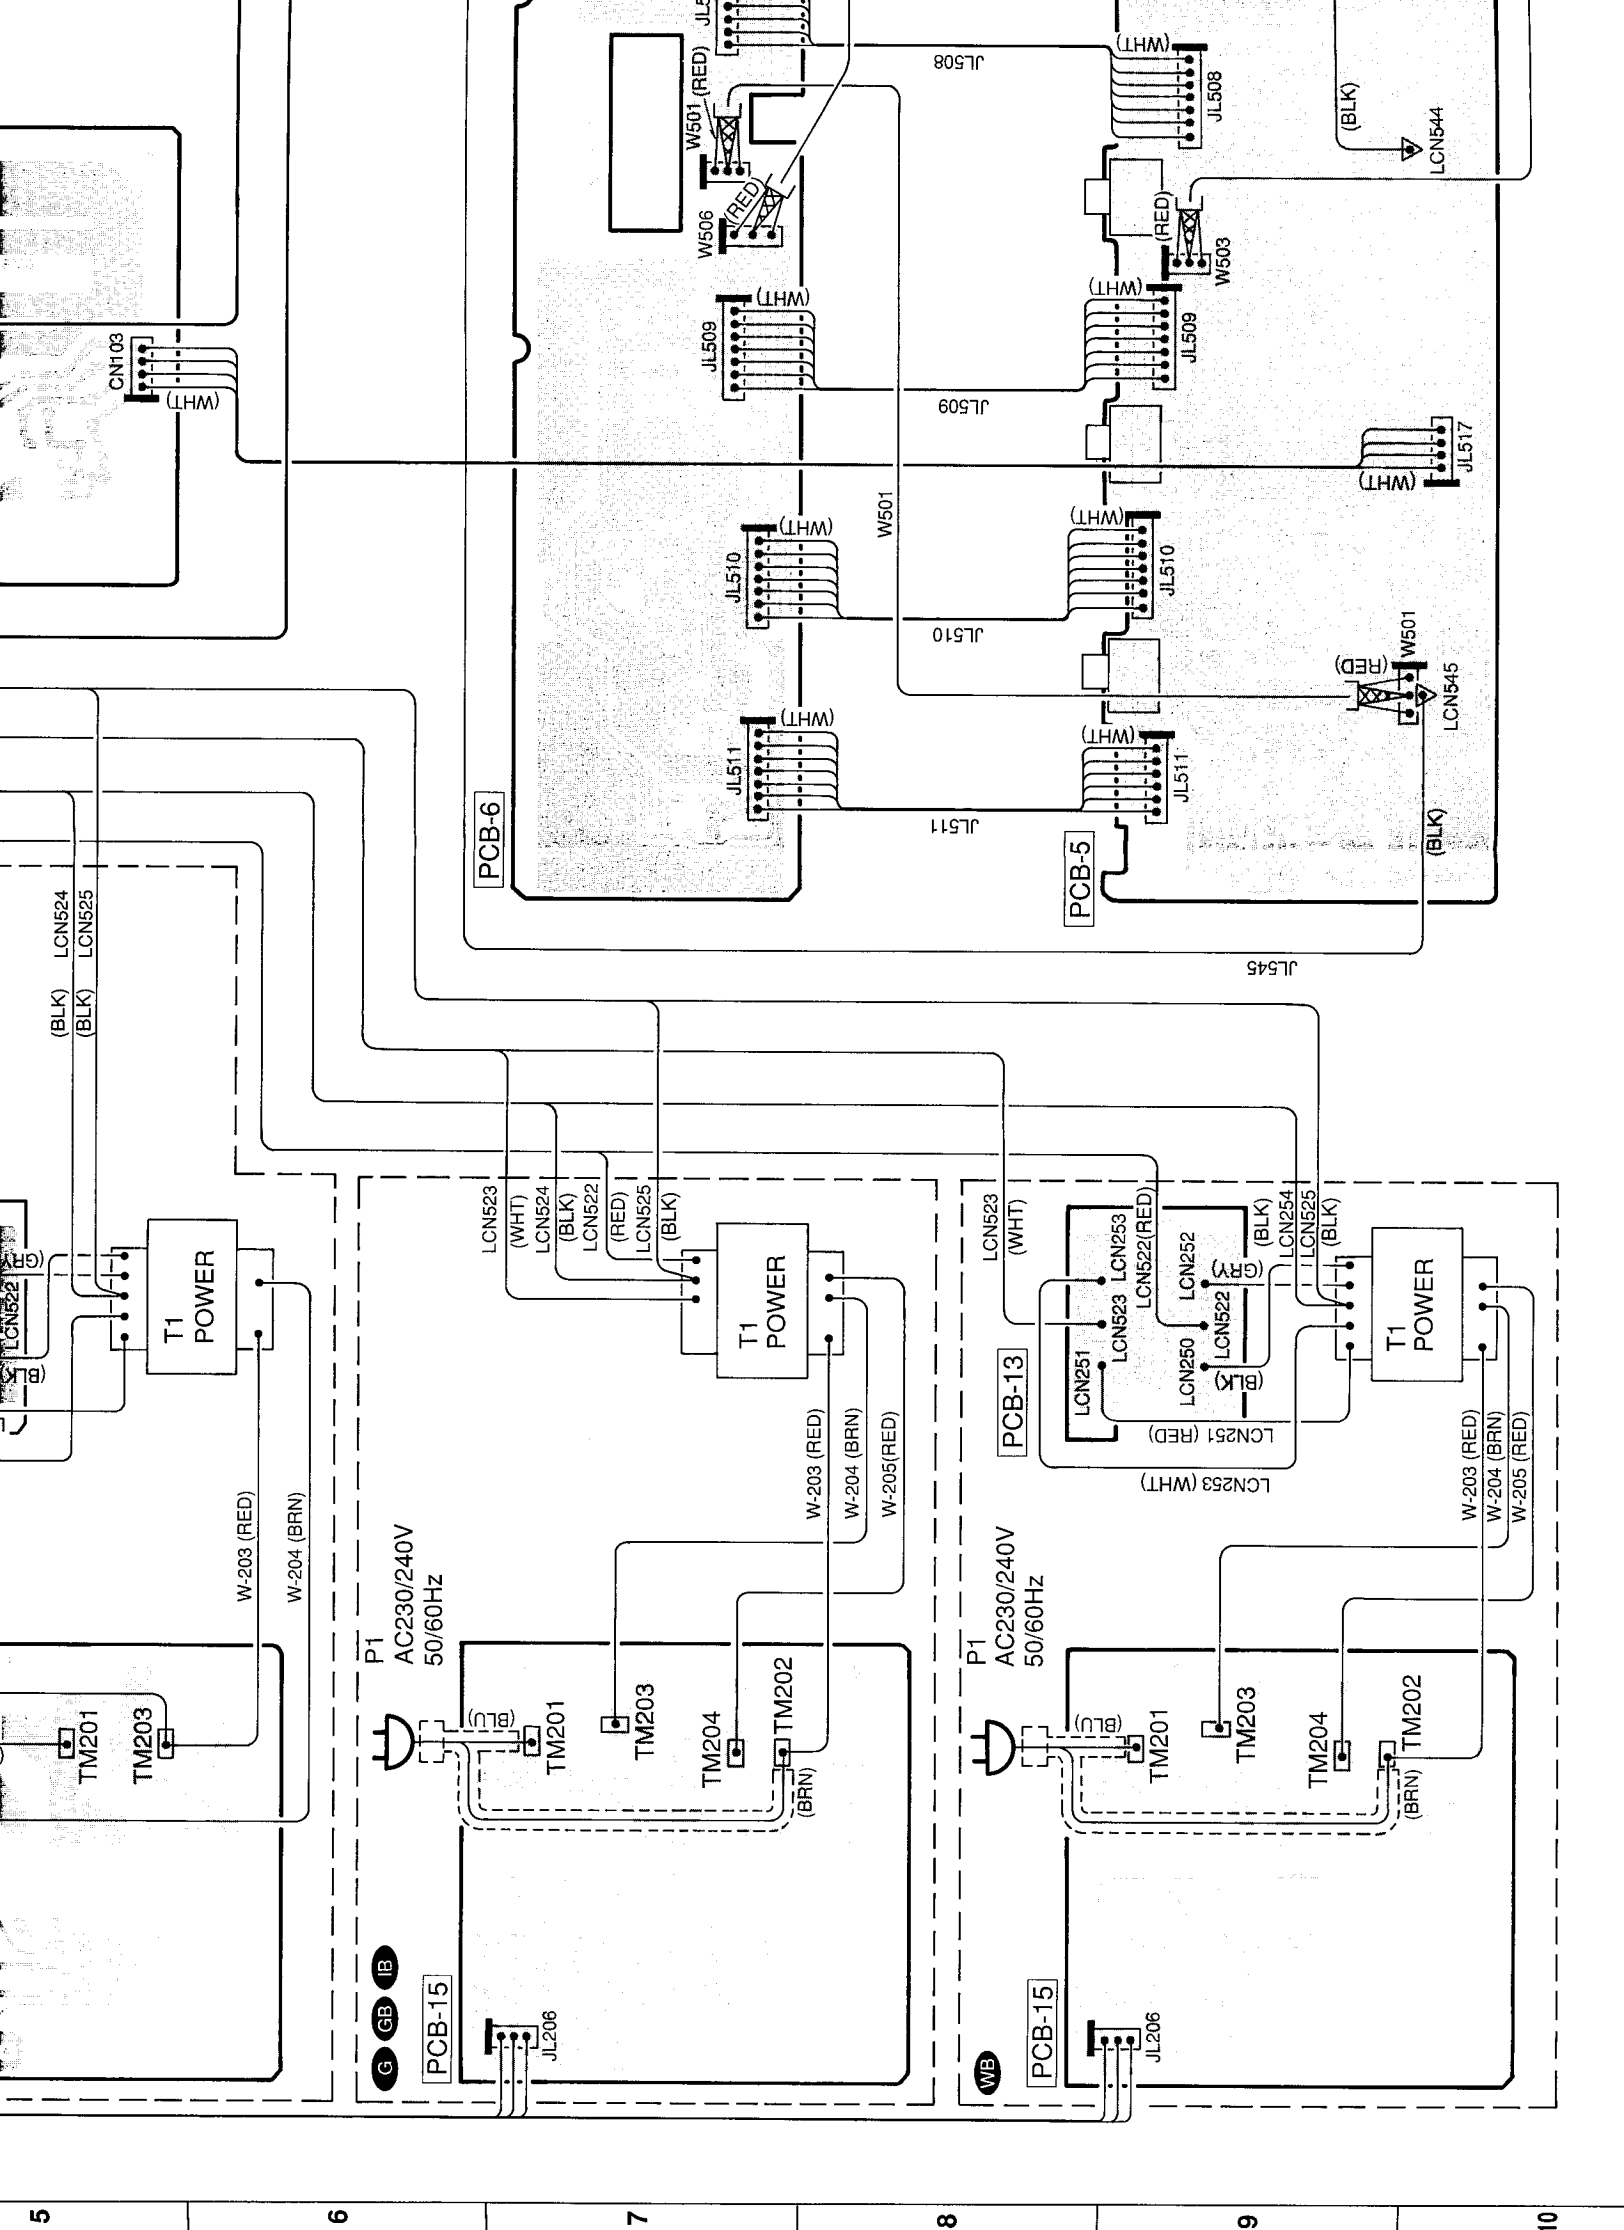 JL508
(WHT)
JL508
(BLK)
LCN544
W501
(RED)
W506
(RED)
(RED)
W503
CN103
(WHT)
JL509
(WHT)
JL509
(WHT)
JL509
W501
(WHT)
JL517
JL510
(WHT)
JL510
(WHT)
JL510
(RED)
W501
LCN545
JL511
(WHT)
JL511
(WHT)
JL511
(BLK)
PCB-6
PCB-5
JL545
LCN524
LCN525
(BLK)
(BLK)
LCN523
(WHT)
LCN524
(BLK)
LCN522
(RED)
LCN525
(BLK)
LCN523
(WHT)
LCN253
LCN522(RED)
LCN252
(GRY)
(BLK)
LCN254
LCN525
(BLK)
LCN523
LCN522
LCN251
LCN250
(BLK)
PCB-13
LCN251 (RED)
LCN253 (WHT)
(GRY)
LCN522
(BLK)
T1
POWER
T1
POWER
T1
POWER
W-203 (RED)
W-204 (BRN)
W-203 (RED)
W-204 (BRN)
W-205(RED)
W-203 (RED)
W-204 (BRN)
W-205 (RED)
P1
AC230/240V
50/60Hz
P1
AC230/240V
50/60Hz
TM201
TM203
(BLU)
TM201
TM203
TM204
TM202
(BRN)
(BLU)
TM201
TM203
TM204
TM202
(BRN)
G GB IB
PCB-15
JL206
WB
PCB-15
JL206
5
6
7
8
9
10